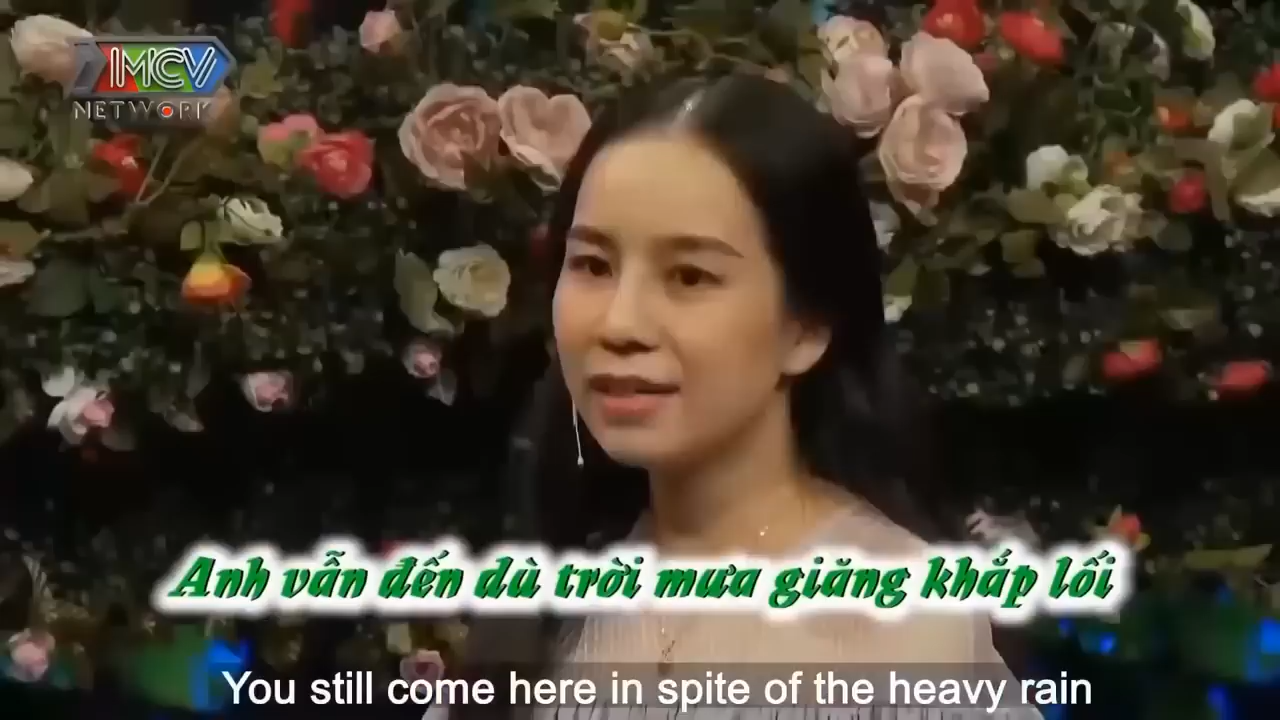 MCV
NETWORK
Anh vẫn đến dù trời mưa giăng khắp lối
You still come here in spite of the heavy rain